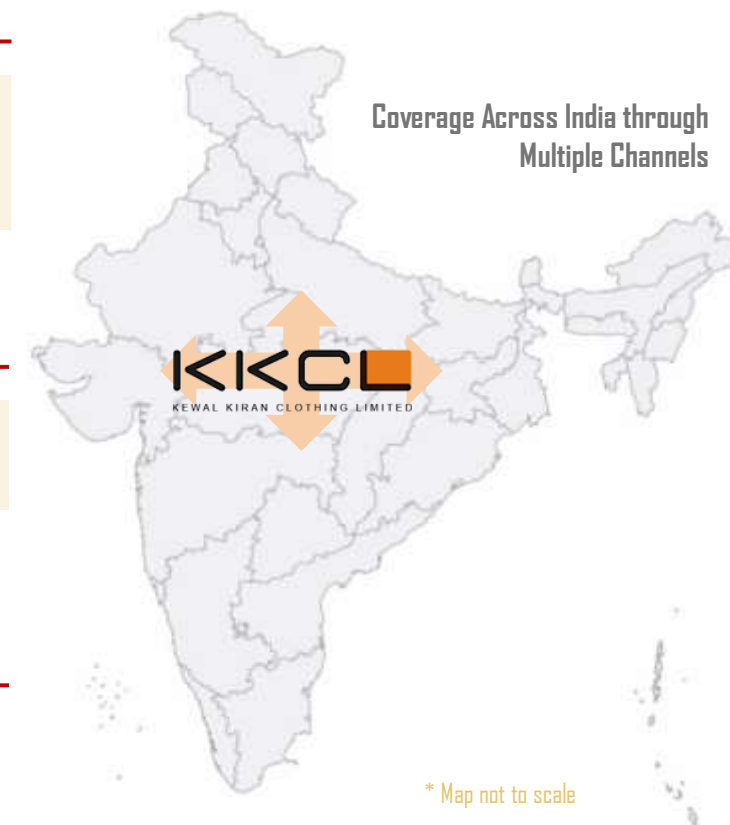 Coverage Across India through
Multiple Channels
KKCL
KEWAL KIRAN CLOTHING LIMITED
* Map not to scale